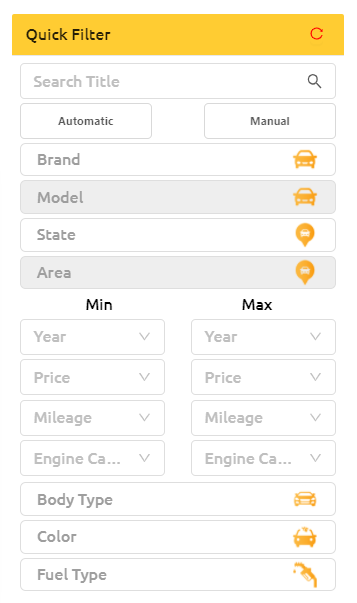 Quick Filter
Search Title
Automatic Manual
Brand
Model
State
Area
Min Max
Year Year
Price Price
Mileage Mileage
Engine Ca... Engine Ca...
Body Type
Color
Fuel Type